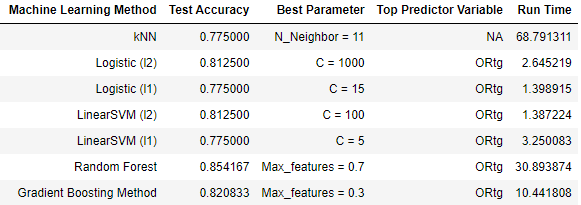 Machine Learning Method Test Accuracy Best Parameter Top Predictor Variable Run Time
kNN 0.775000 N_Neighbor = 11 NA 68.791311
Logistic (l2) 0.812500 C = 1000 ORtg 2.645219
Logistic (l1) 0.775000 C = 15 ORtg 1.398915
LinearSVM (l2) 0.812500 C = 100 ORtg 1.387224
LinearSVM (l1) 0.775000 C = 5 ORtg 3.250083
Random Forest 0.854167 Max_features = 0.7 ORtg 30.893874
Gradient Boosting Method 0.820833 Max_features = 0.3 ORtg 10.441808